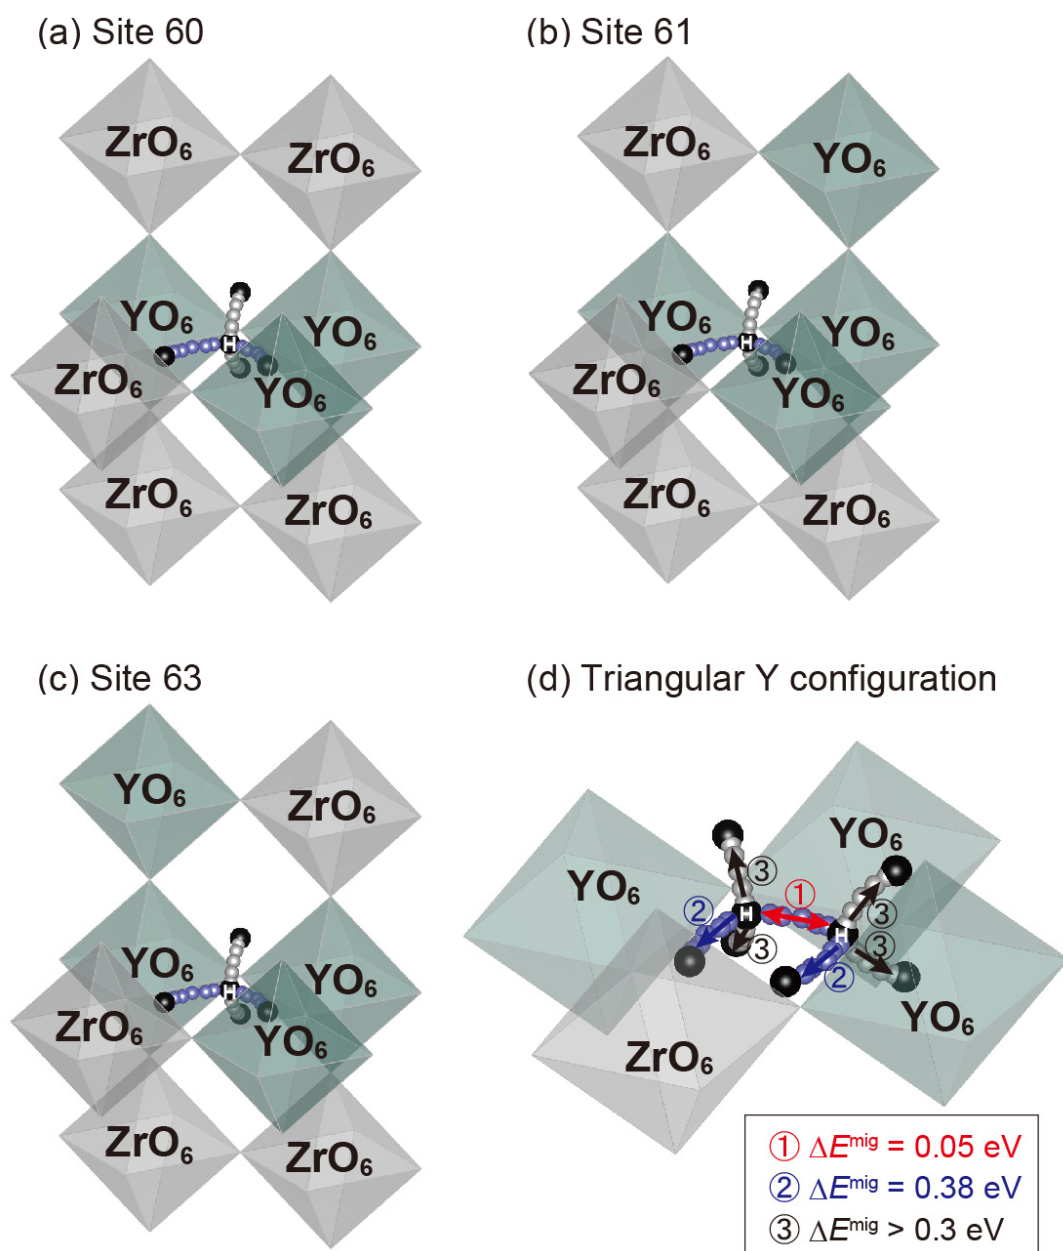 (a) Site 60
ZrO₆
ZrO₆
YO₆
YO₆
H
ZrO₆
YO₆
ZrO₆
ZrO₆
(b) Site 61
ZrO₆
YO₆
YO₆
YO₆
H
ZrO₆
YO₆
ZrO₆
ZrO₆
(c) Site 63
YO₆
ZrO₆
YO₆
YO₆
H
ZrO₆
YO₆
ZrO₆
ZrO₆
(d) Triangular Y configuration
YO₆
YO₆
③
①
②
H
③
③
H
③
②
YO₆
ZrO₆
① ΔEᵐⁱᵍ = 0.05 eV
② ΔEᵐⁱᵍ = 0.38 eV
③ ΔEᵐⁱᵍ > 0.3 eV